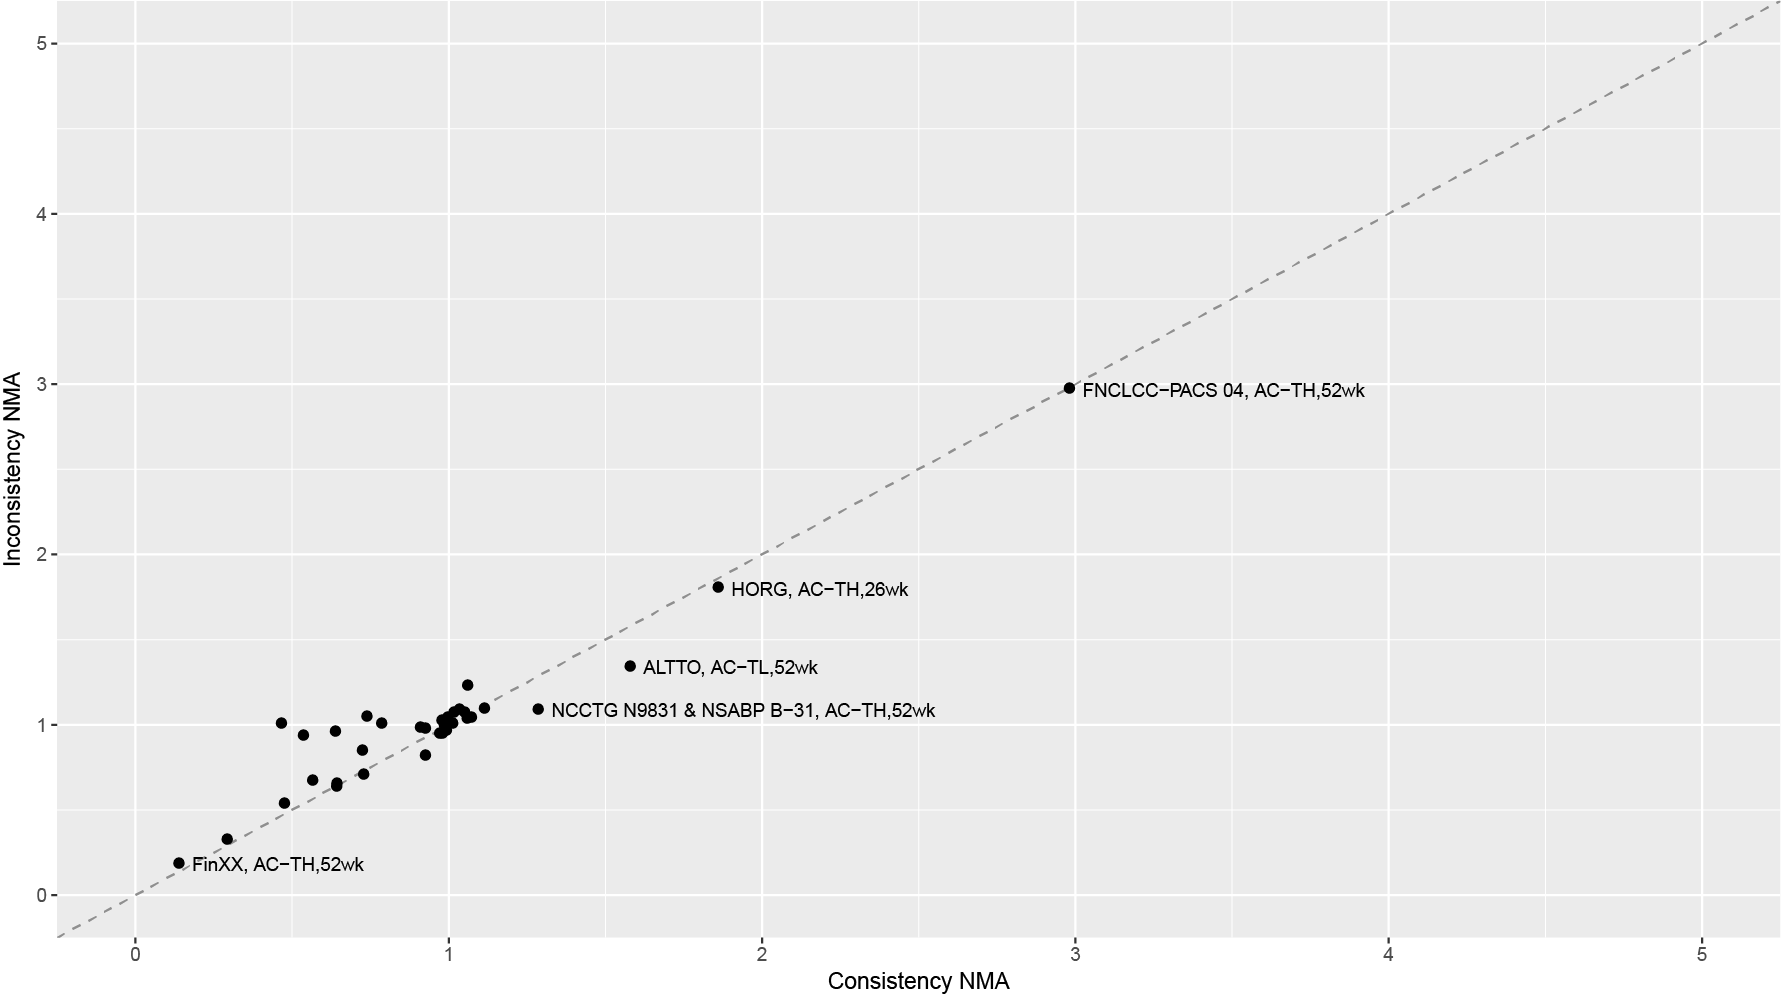 5
4
3
2
1
0
Inconsistency NMA
FNCLCC−PACS 04, AC−TH,52wk
HORG, AC−TH,26wk
ALTTO, AC−TL,52wk
NCCTG N9831 & NSABP B−31, AC−TH,52wk
FinXX, AC−TH,52wk
0 1 2 3 4 5
Consistency NMA